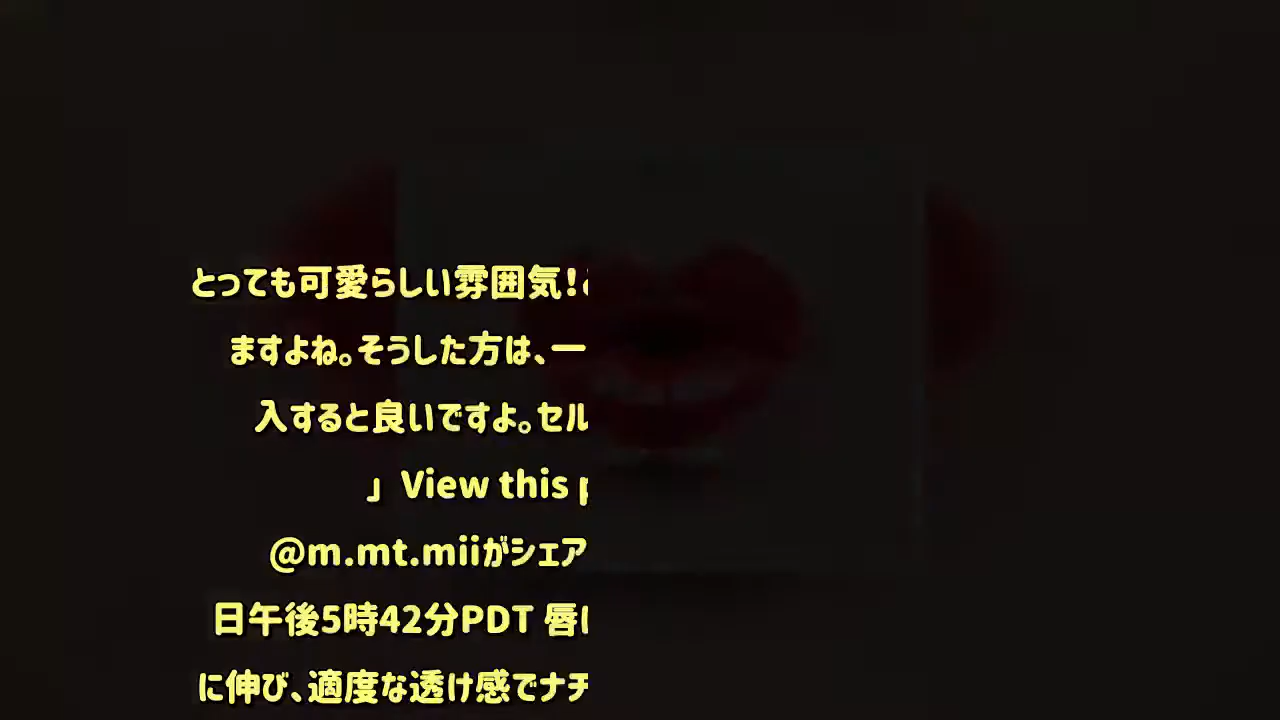 とっても可愛らしい雰囲気!
ますよね。そうした方は、一
入すると良いですよ。セル
」 View this
@m.mt.miiがシェア
日午後5時42分PDT 唇
に伸び、適度な透け感でナチ